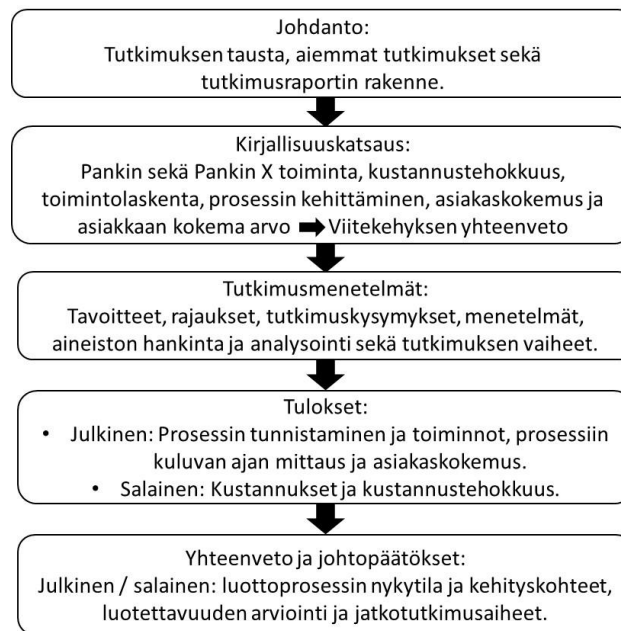 Johdanto:
Tutkimuksen tausta, aiemmat tutkimukset sekä
tutkimusraportin rakenne.
Kirjallisuuskatsaus:
Pankin sekä Pankin X toiminta, kustannustehokkuus,
toimintolaskenta, prosessin kehittäminen, asiakaskokemus ja
asiakkaan kokema arvo Viitekehyksen yhteenveto
Tutkimusmenetelmät:
Tavoitteet, rajaukset, tutkimuskysymykset, menetelmät,
aineiston hankinta ja analysointi sekä tutkimuksen vaiheet.
Tulokset:
• Julkinen: Prosessin tunnistaminen ja toiminnot, prosessiin
kuluvan ajan mittaus ja asiakaskokemus.
• Salainen: Kustannukset ja kustannustehokkuus.
Yhteenveto ja johtopäätökset:
Julkinen / salainen: luottoprosessin nykytila ja kehityskohteet,
luotettavuuden arviointi ja jatkotutkimusaiheet.